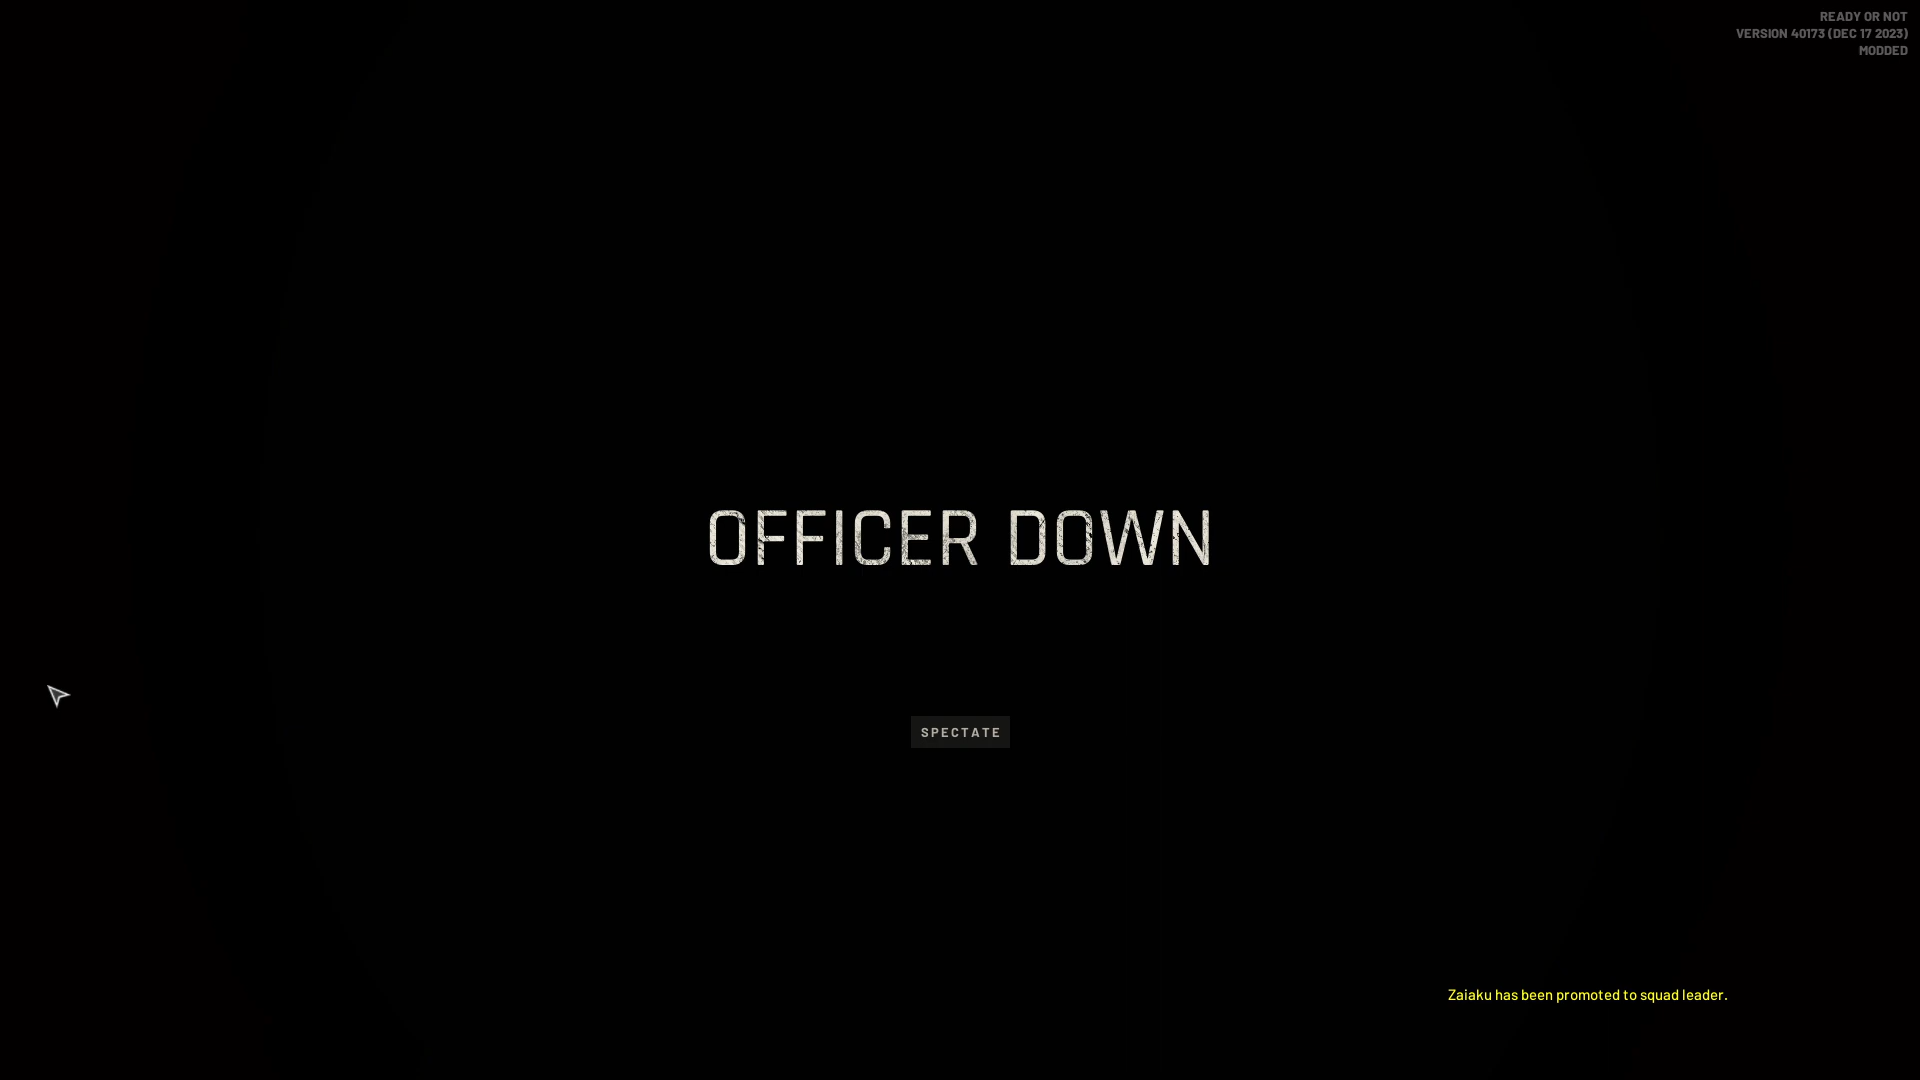 READY OR NOT
VERSION 40173 (DEC 17 2023)
MODDED
OFFICER DOWN
SPECTATE
Zaiaku has been promoted to squad leader.